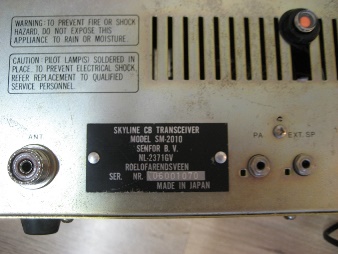 WARNING: TO PREVENT FIRE OR SHOCK
HAZARD, DO NOT EXPOSE THIS
APPLIANCE TO RAIN OR MOISTURE.
CAUTION: PILOT LAMP(S) SOLDERED IN
PLACE. TO PREVENT ELECTRICAL SHOCK,
REFER REPLACEMENT TO QUALIFIED
SERVICE PERSONNEL.
ANT
SKYLINE CB TRANSCEIVER
MODEL SM-2010
SENFOR B. V.
NL-2371GV
ROELOFARENDSVEEN
SER. NR. 06001070
MADE IN JAPAN
PA
EXT. SP